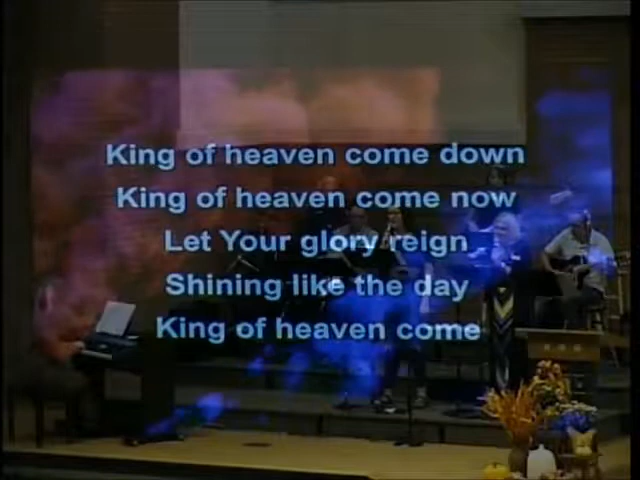 King of heaven come down
King of heaven come now
Let Your glory reign
Shining like the day
King of heaven come